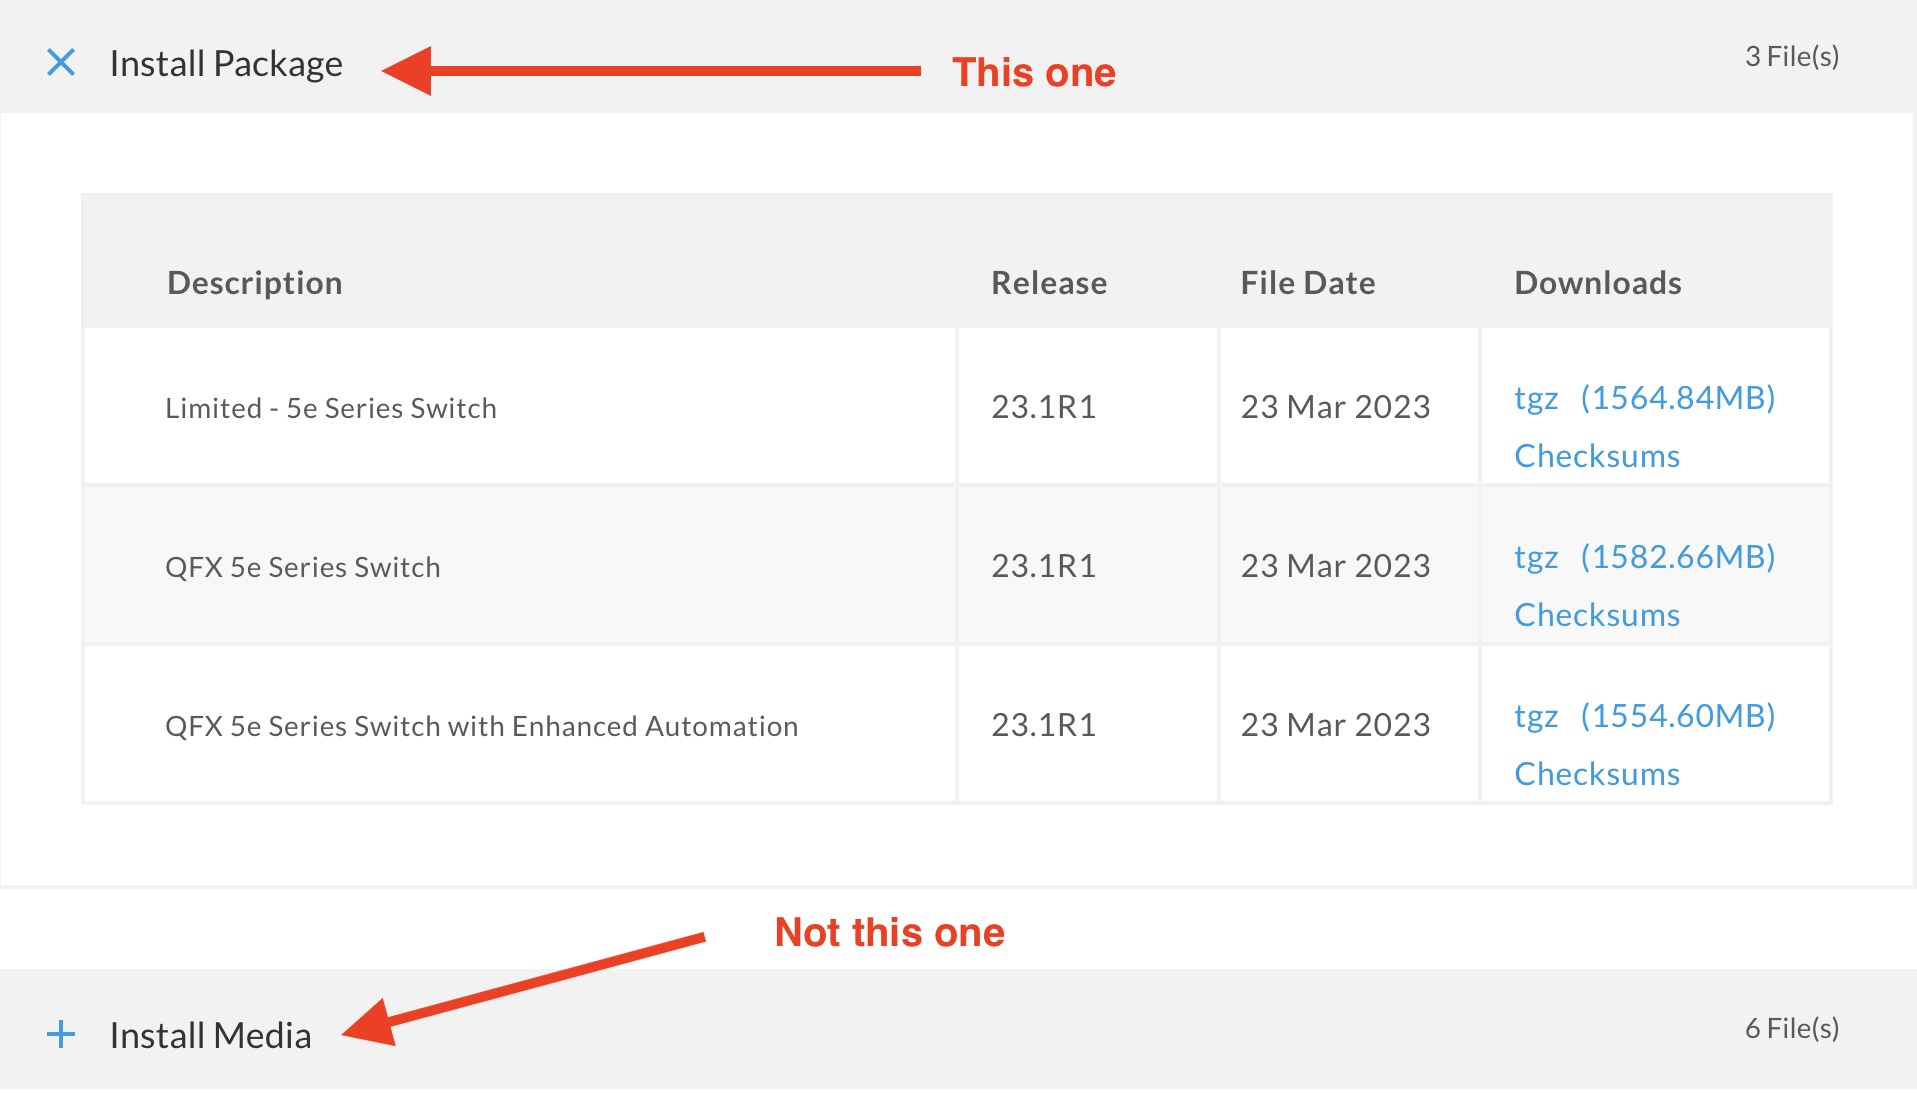 Install Package
This one
3 File(s)
Description Release File Date Downloads
Limited - 5e Series Switch 23.1R1 23 Mar 2023 tgz (1564.84MB)
Checksums
QFX 5e Series Switch 23.1R1 23 Mar 2023 tgz (1582.66MB)
Checksums
QFX 5e Series Switch with Enhanced Automation 23.1R1 23 Mar 2023 tgz (1554.60MB)
Checksums
Not this one
Install Media
6 File(s)